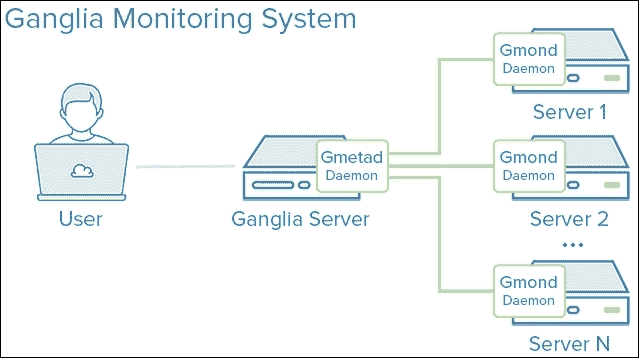 Ganglia Monitoring System
Gmond
Daemon
Server 1
Gmetad
Daemon
Gmond
Daemon
User
Ganglia Server
Server 2
...
Gmond
Daemon
Server N